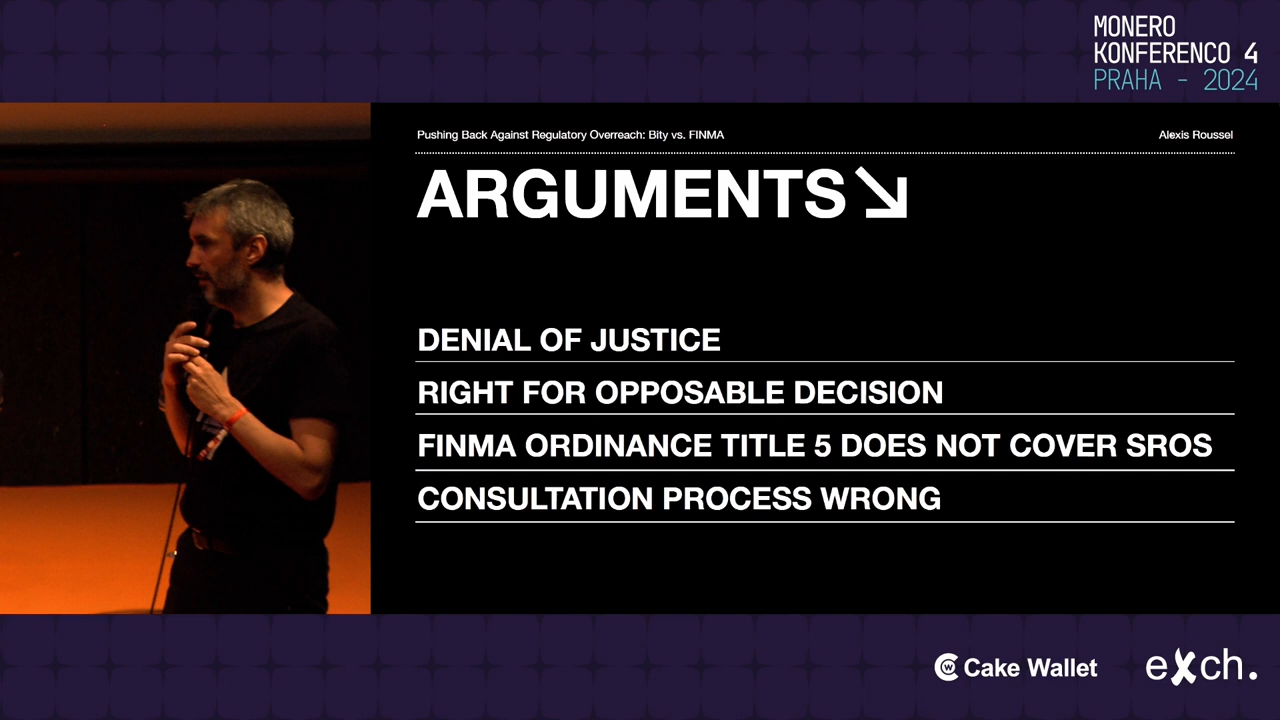 MONERO
KONFERENCO 4
PRAHA - 2024
Pushing Back Against Regulatory Overreach: Bity vs. FINMA
Alexis Roussel
ARGUMENTS
DENIAL OF JUSTICE
RIGHT FOR OPPOSABLE DECISION
FINMA ORDINANCE TITLE 5 DOES NOT COVER SROS
CONSULTATION PROCESS WRONG
Cake Wallet
exch.